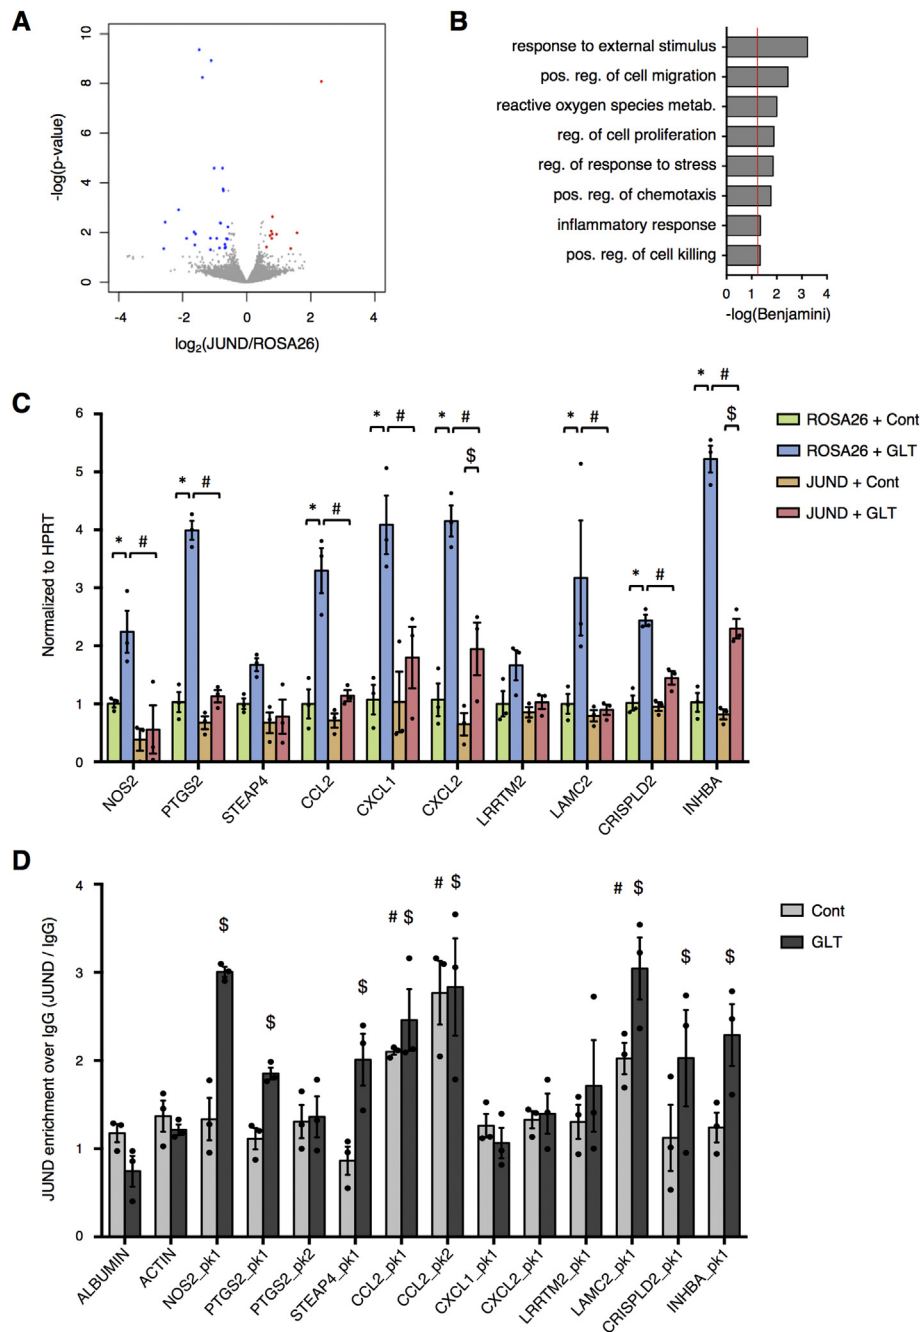 A
10
8
6
4
2
0
-log(p-value)
-4 -2 0 2 4
log2(JUND/ROSA26)
B
response to external stimulus
pos. reg. of cell migration
reactive oxygen species metab.
reg. of cell proliferation
reg. of response to stress
pos. reg. of chemotaxis
inflammatory response
pos. reg. of cell killing
0 1 2 3 4
-log(Benjamini)
C
6
5
4
3
2
1
0
Normalized to HPRT
* #
* #
* #
* #
* #
$
* #
* #
* #
$
ROSA26 + Cont
ROSA26 + GLT
JUND + Cont
JUND + GLT
NOS2
PTGS2
STEAP4
CCL2
CXCL1
CXCL2
LRRTM2
LAMC2
CRISPLD2
INHBA
D
4
3
2
1
0
JUND enrichment over IgG (JUND / IgG)
$
$
$
# $
# $
# $
$
$
Cont
GLT
ALBUMIN
ACTIN
NOS2_pk1
PTGS2_pk1
PTGS2_pk2
STEAP4_pk1
CCL2_pk1
CCL2_pk2
CXCL1_pk1
CXCL2_pk1
LRRTM2_pk1
LAMC2_pk1
CRISPLD2_pk1
INHBA_pk1